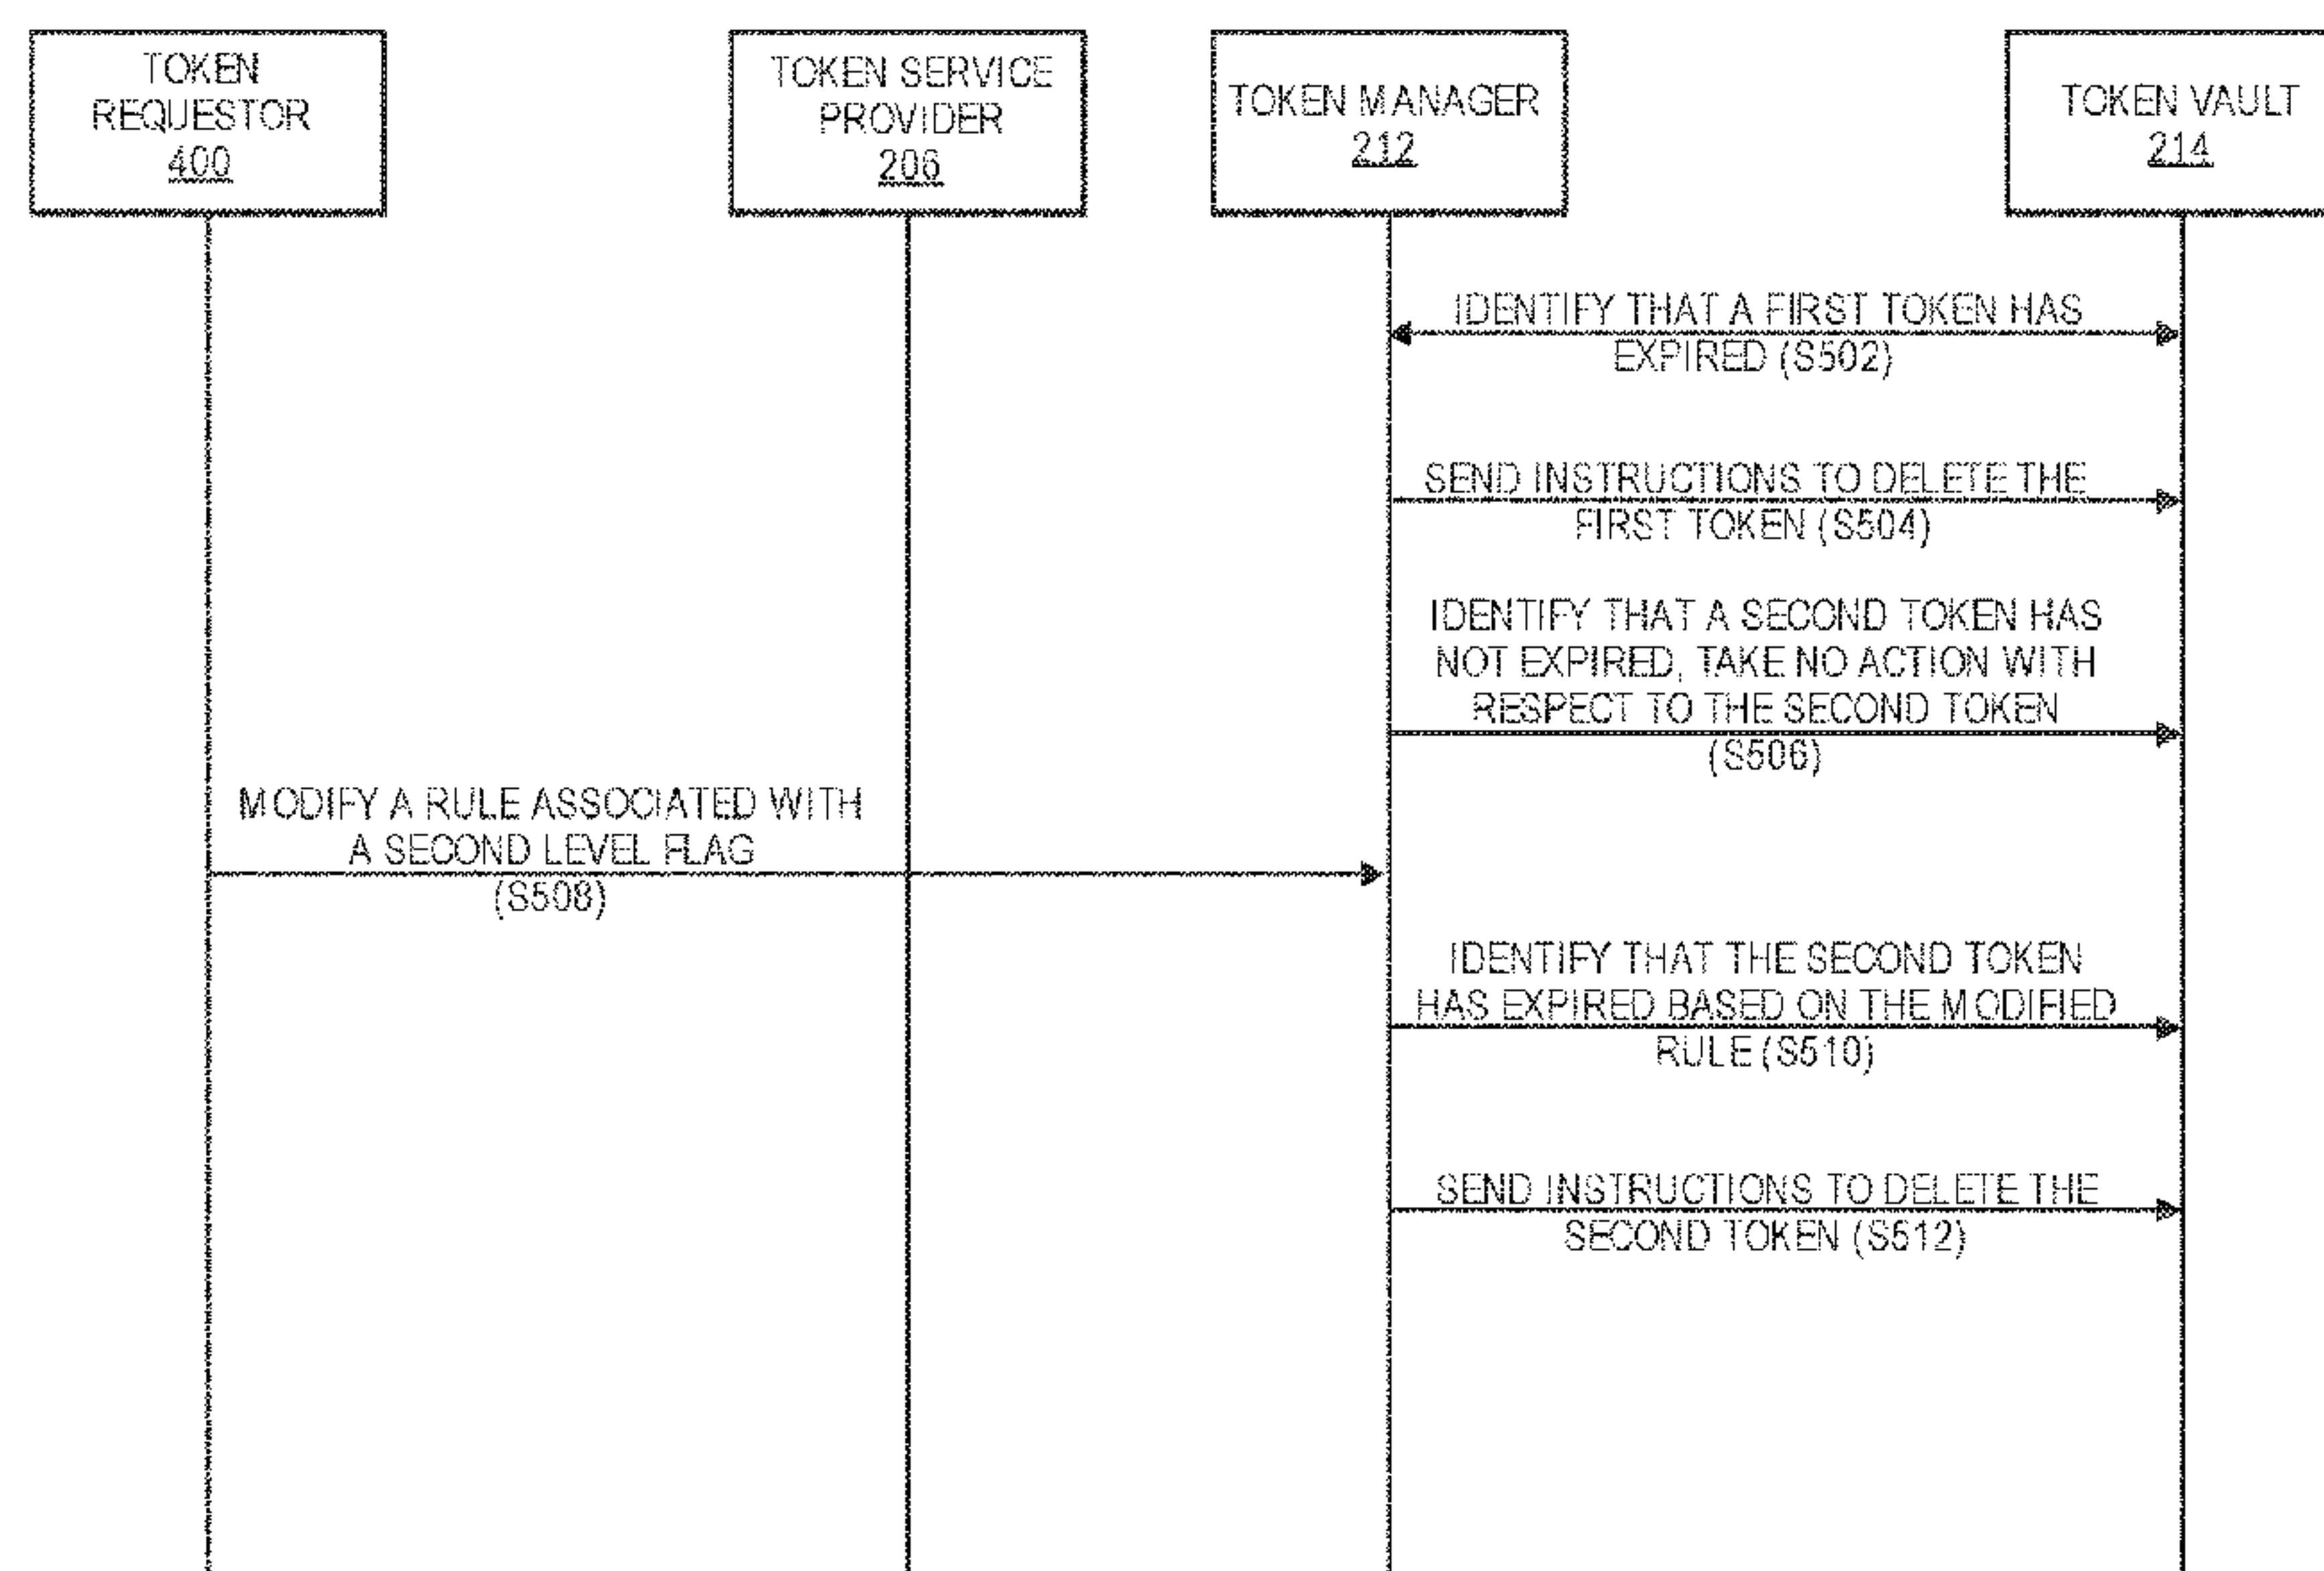 TOKEN
REQUESTOR
400
TOKEN SERVICE
PROVIDER
206
TOKEN MANAGER
212
TOKEN VAULT
214
IDENTIFY THAT A FIRST TOKEN HAS
EXPIRED (S502)
SEND INSTRUCTIONS TO DELETE THE
FIRST TOKEN (S504)
IDENTIFY THAT A SECOND TOKEN HAS
NOT EXPIRED, TAKE NO ACTION WITH
RESPECT TO THE SECOND TOKEN
(S506)
MODIFY A RULE ASSOCIATED WITH
A SECOND LEVEL FLAG
(S508)
IDENTIFY THAT THE SECOND TOKEN
HAS EXPIRED BASED ON THE MODIFIED
RULE (S510)
SEND INSTRUCTIONS TO DELETE THE
SECOND TOKEN (S512)